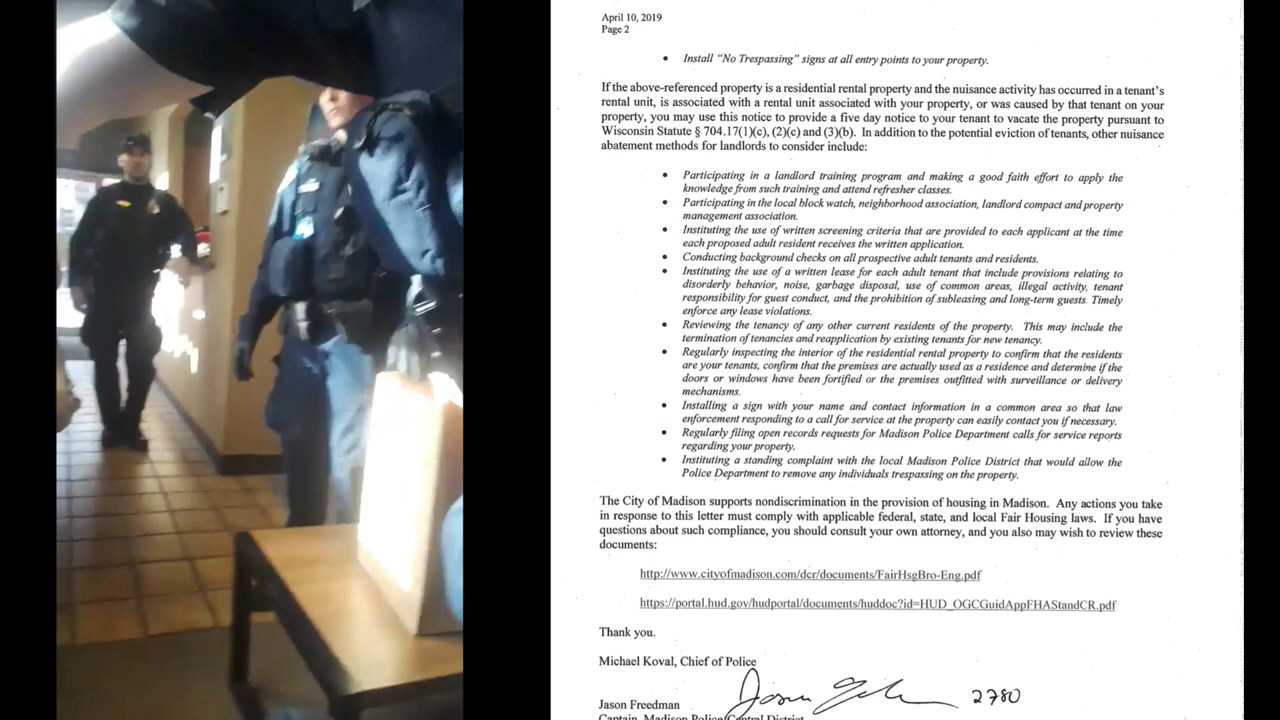 April 10, 2019
Page 2
• Install “No Trespassing” signs at all entry points to your property.
If the above-referenced property is a residential rental property and the nuisance activity has occurred in a tenant’s
rental unit, is associated with a rental unit associated with your property, or was caused by that tenant on your
property, you may use this notice to provide a five day notice to your tenant to vacate the property pursuant to
Wisconsin Statute § 704.17(1)(c), (2)(c) and (3)(b). In addition to the potential eviction of tenants, other nuisance
abatement methods for landlords to consider include:
• Participating in a landlord training program and making a good faith effort to apply the
knowledge from such training and attend refresher classes.
• Participating in the local block watch, neighborhood association, landlord compact and property
management association.
• Instituting the use of written screening criteria that are provided to each applicant at the time
each proposed adult resident receives the written application.
• Conducting background checks on all prospective adult tenants and residents.
• Instituting the use of a written lease for each adult tenant that include provisions relating to
disorderly behavior, noise, garbage disposal, use of common areas, illegal activity, tenant
responsibility for guest conduct, and the prohibition of subleasing and long-term guests. Timely
enforce any lease violations.
• Reviewing the tenancy of any other current residents of the property. This may include the
termination of tenancies and reapplication by existing tenants for new tenancy.
• Regularly inspecting the interior of the residential rental property to confirm that the residents
are your tenants, confirm that the premises are actually used as a residence and determine if the
doors or windows have been fortified or the premises outfitted with surveillance or delivery
mechanisms.
• Installing a sign with your name and contact information in a common area so that law
enforcement responding to a call for service at the property can easily contact you if necessary.
• Regularly filing open records requests for Madison Police Department calls for service reports
regarding your property.
• Instituting a standing complaint with the local Madison Police District that would allow the
Police Department to remove any individuals trespassing on the property.
The City of Madison supports nondiscrimination in the provision of housing in Madison. Any actions you take
in response to this letter must comply with applicable federal, state, and local Fair Housing laws. If you have
questions about such compliance, you should consult your own attorney, and you also may wish to review these
documents:
http://www.cityofmadison.com/dcr/documents/FairHsgBro-Eng.pdf
https://portal.hud.gov/hudportal/documents/huddoc?id=HUD_OGCGuidAppFHAStandCR.pdf
Thank you.
Michael Koval, Chief of Police
2780
Jason Freedman
Captain, Madison Police/Central District